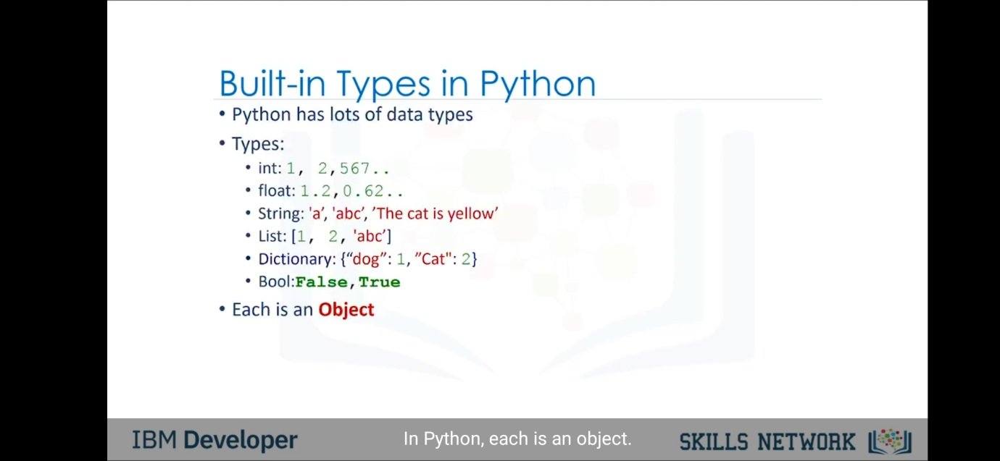 Built-in Types in Python
• Python has lots of data types
• Types:
• int: 1, 2,567..
• float: 1.2,0.62..
• String: 'a’, 'abc’, ’The cat is yellow’
• List: [1, 2, 'abc’]
• Dictionary: {“dog”: 1, ”Cat": 2}
• Bool:False,True
• Each is an Object
IBM Developer
In Python, each is an object.
SKILLS NETWORK